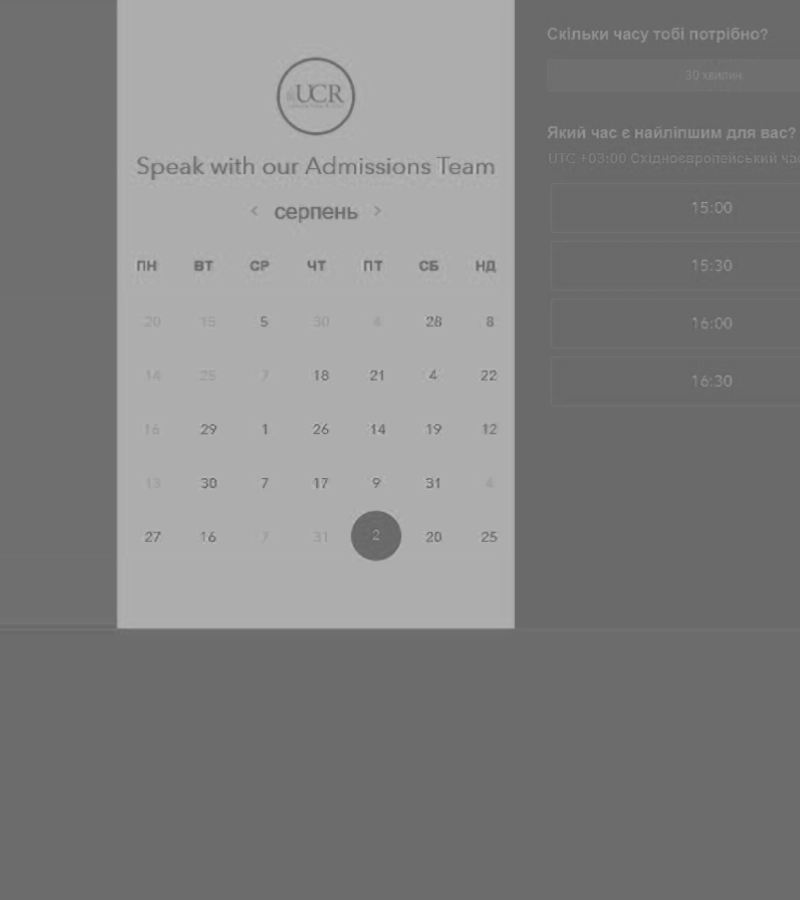 UCR
Speak with our Admissions Team
‹ серпень ›
ПН ВТ СР ЧТ ПТ СБ НД
20 15 5 30 4 28 8
14 25 7 18 21 4 22
16 29 1 26 14 19 12
13 30 7 17 9 31 4
27 16 7 31 2 20 25
Скільки часу тобі потрібно?
30 хвилин
Який час є найліпшим для вас?
UTC +03:00 Східноєвропейський
15:00
15:30
16:00
16:30